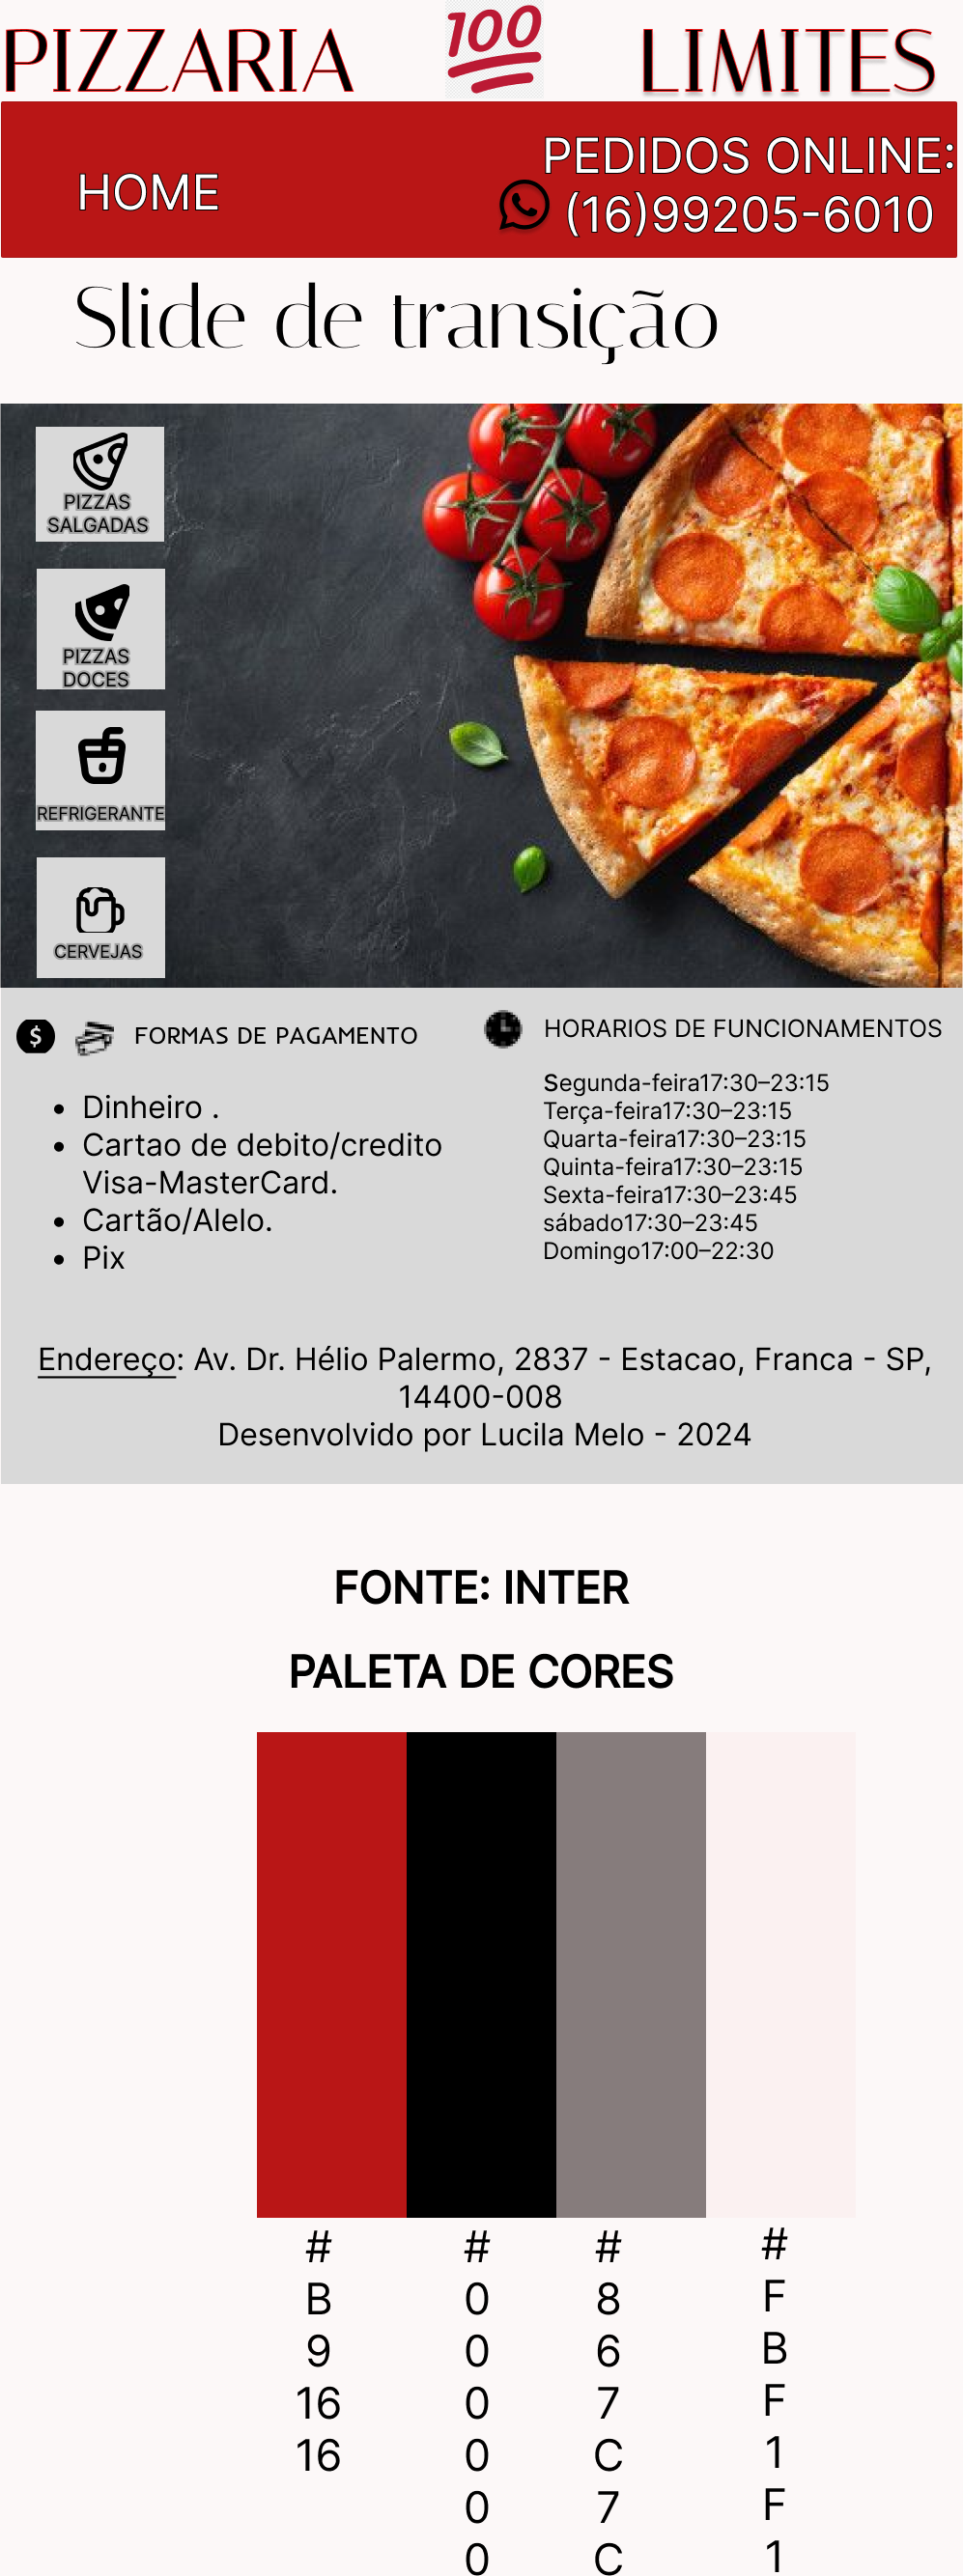 PIZZARIA 100 LIMITES
HOME
PEDIDOS ONLINE:
(16)99205-6010
Slide de transição
PIZZAS
SALGADAS
PIZZAS
DOCES
REFRIGERANTE
CERVEJAS
$ FORMAS DE PAGAMENTO
• Dinheiro .
• Cartao de debito/credito
Visa-MasterCard.
• Cartão/Alelo.
• Pix
HORARIOS DE FUNCIONAMENTOS
Segunda-feira17:30–23:15
Terça-feira17:30–23:15
Quarta-feira17:30–23:15
Quinta-feira17:30–23:15
Sexta-feira17:30–23:45
sábado17:30–23:45
Domingo17:00–22:30
Endereço: Av. Dr. Hélio Palermo, 2837 - Estacao, Franca - SP,
14400-008
Desenvolvido por Lucila Melo - 2024
FONTE: INTER
PALETA DE CORES
# # # #
B 0 8 F
9 0 6 B
16 0 7 F
16 0 C 1
0 7 F
0 C 1